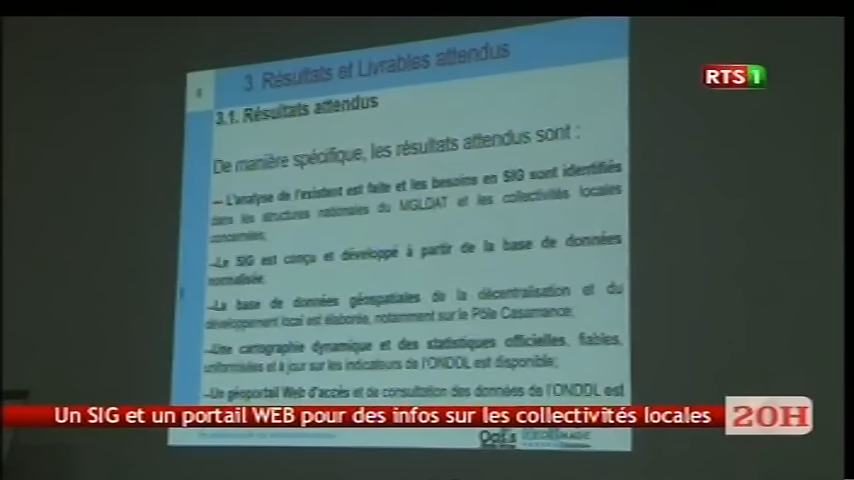 RTS 1
8
3 Résultats et Livrables attendus
3.1. Résultats attendus
De manière spécifique, les résultats attendus sont :
– L'analyse de l'existent est faite et les besoins en SIG sont identifiés
dans les structures nationales du MGLDAT et les collectivités locales
concernées;
–Le SIG est conçu et développé à partir de la base de données
normalisée;
–La base de données géospatiales de la décentralisation et du
développement local est élaborée, notamment sur le Pôle Casamance;
–Une cartographie dynamique et des statistiques officielles, fiables,
uniformisées et à jour sur les indicateurs de l'ONDDL est disponible;
–Un géoportail Web d'accès et de consultation des données de l'ONDDL est
Un SIG et un portail WEB pour des infos sur les collectivités locales
20H